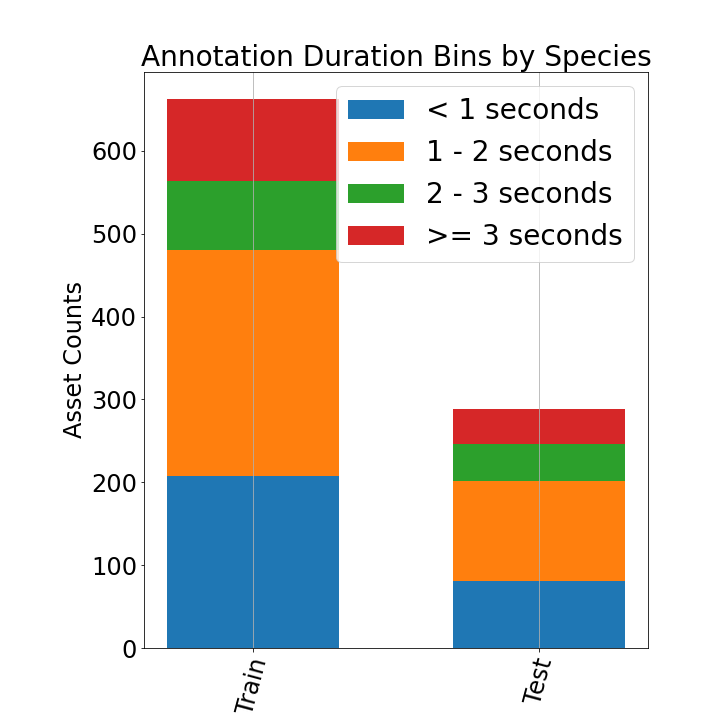 Annotation Duration Bins by Species
< 1 seconds
1 - 2 seconds
2 - 3 seconds
>= 3 seconds
Asset Counts
600
500
400
300
200
100
0
Train
Test